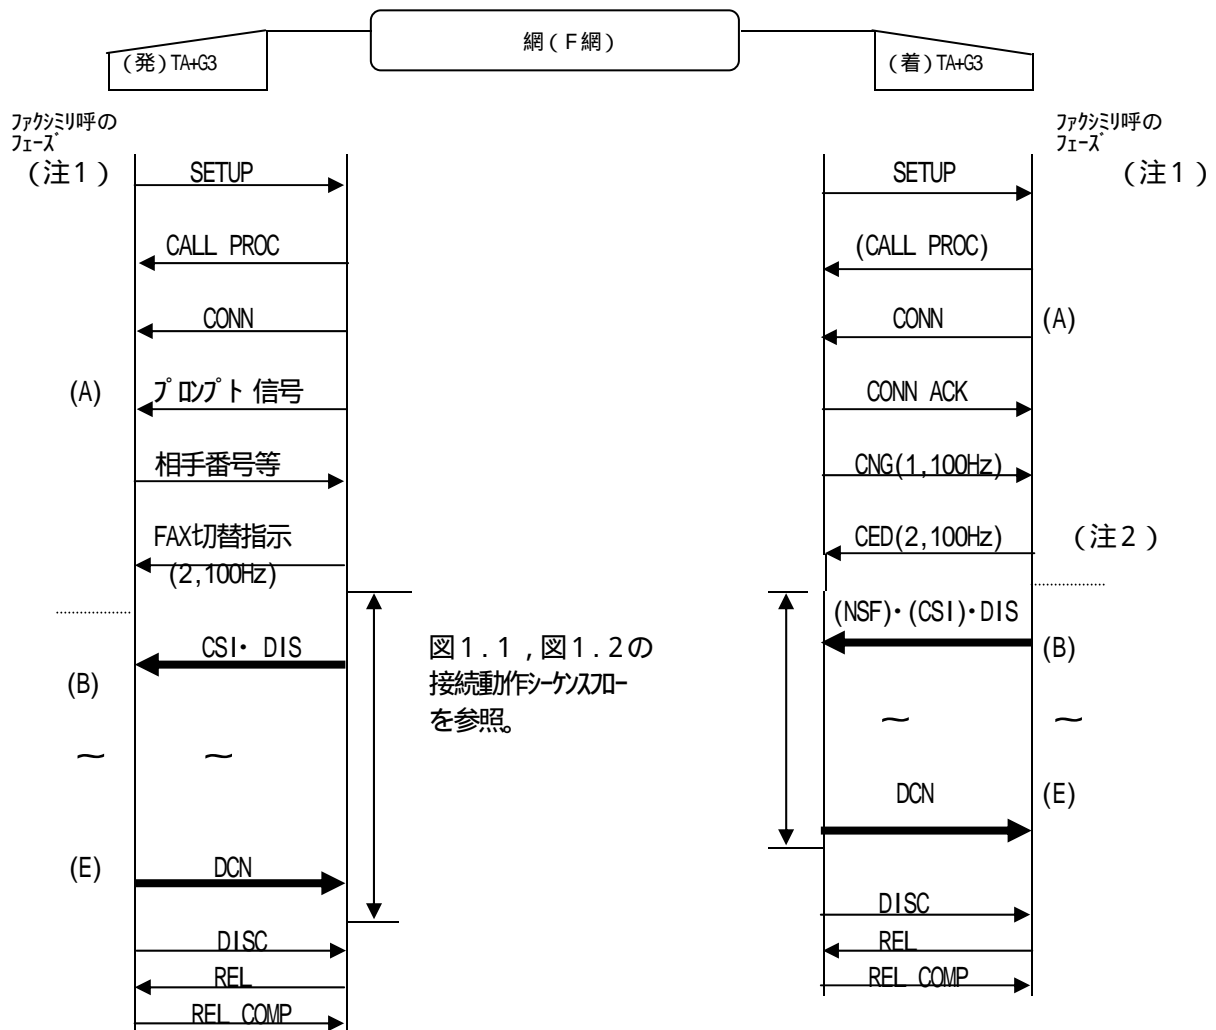 (発)TA+G3
網(F網)
(着)TA+G3
ファクシミリ呼の
フェーズ
(注1)
ファクシミリ呼の
フェーズ
(注1)
SETUP
CALL PROC
CONN
(A)
プロンプト信号
相手番号等
FAX切替指示
(2,100Hz)
CSI・DIS
(B)
~ ~
(E)
DCN
DISC
REL
REL COMP
図1.1,図1.2の
接続動作シーケンスフロー
を参照。
SETUP
(CALL PROC)
CONN
(A)
CONN ACK
CNG(1,100Hz)
CED(2,100Hz)
(注2)
(NSF)・(CSI)・DIS
(B)
~ ~
DCN
(E)
DISC
REL
REL COMP